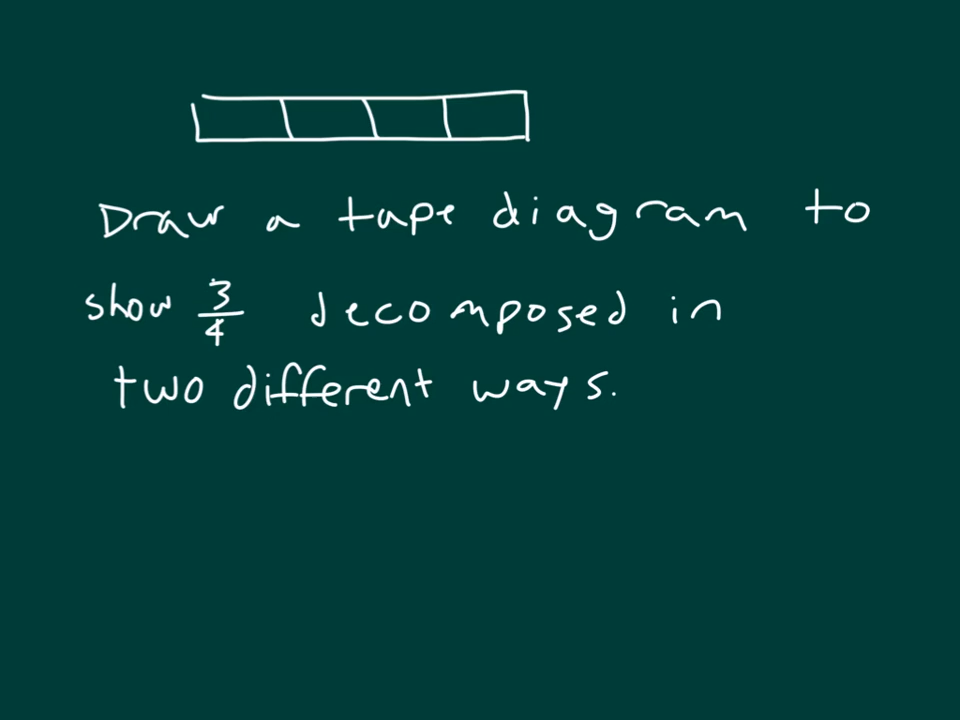 Draw a tape diagram to
show 3/4 decomposed in
two different ways.